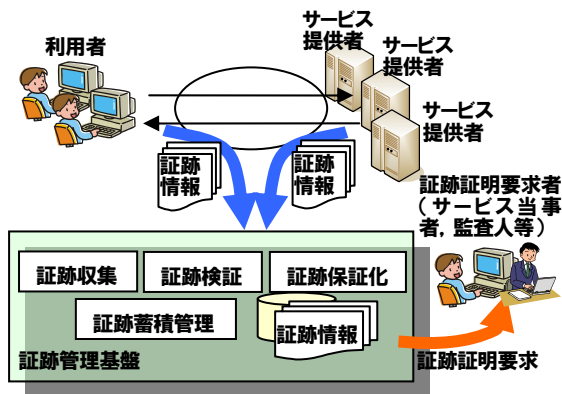 利用者
サービス
提供者
サービス
提供者
サービス
提供者
証跡
情報
証跡
情報
証跡証明要求者
（サービス当事
者，監査人等）
証跡収集
証跡検証
証跡保証化
証跡蓄積管理
証跡情報
証跡管理基盤
証跡証明要求